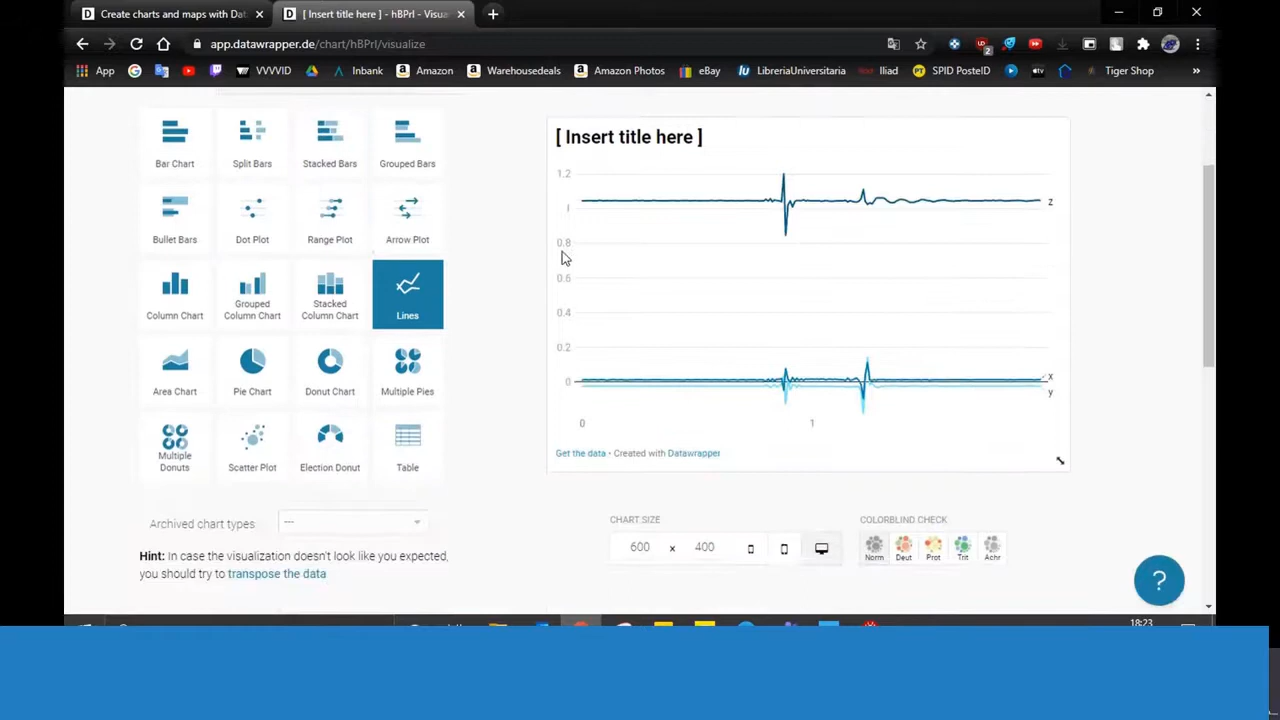 Create charts and maps with Dat
[ Insert title here ] - hBPrI - Visua
app.datawrapper.de/chart/hBPrI/visualize
App
VVVVID
Inbank
Amazon
Warehousedeals
Amazon Photos
eBay
LibreriaUniversitaria
Iliad
SPID PosteID
Tiger Shop
Bar Chart
Split Bars
Stacked Bars
Grouped Bars
Bullet Bars
Dot Plot
Range Plot
Arrow Plot
Column Chart
Grouped
Column Chart
Stacked
Column Chart
Lines
Area Chart
Pie Chart
Donut Chart
Multiple Pies
Multiple
Donuts
Scatter Plot
Election Donut
Table
Archived chart types
---
Hint: In case the visualization doesn't look like you expected,
you should try to transpose the data
[ Insert title here ]
1.2
1
0.8
0.6
0.4
0.2
0
z
x
y
0
1
Get the data • Created with Datawrapper
CHART SIZE
600 x 400
COLORBLIND CHECK
Norm
Deut
Prot
Trit
Achr
?
18:23